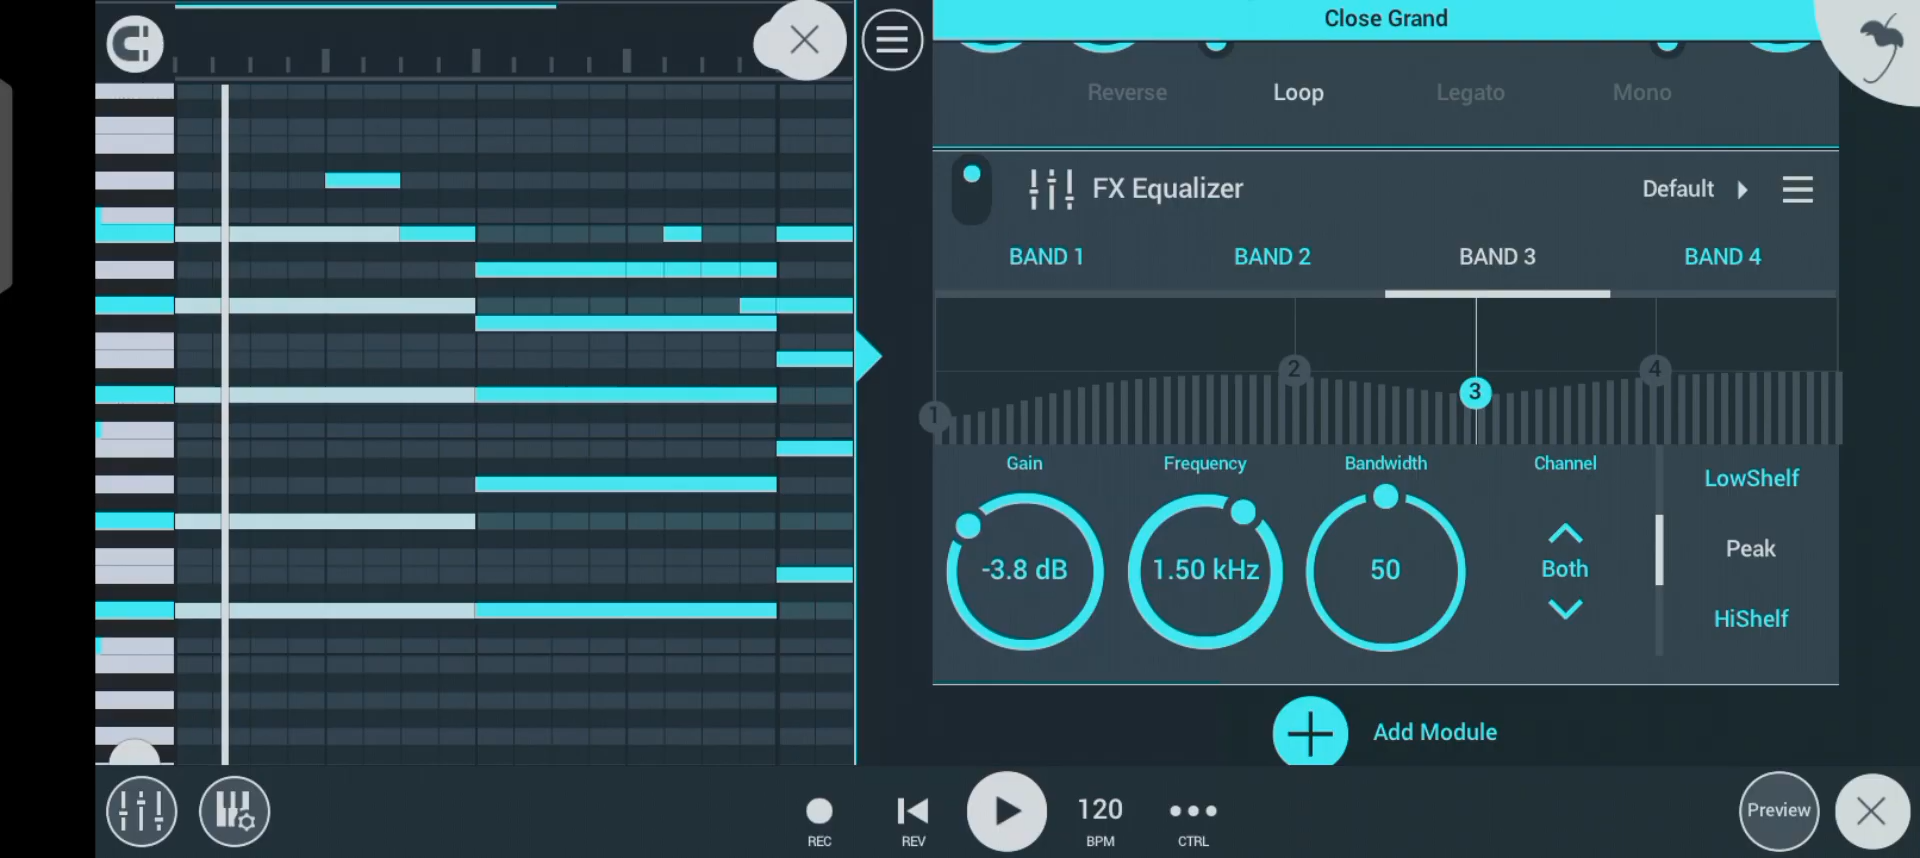 Close Grand
Reverse Loop Legato Mono
FX Equalizer Default
BAND 1 BAND 2 BAND 3 BAND 4
1 2 3 4
Gain Frequency Bandwidth Channel
-3.8 dB 1.50 kHz 50 Both
LowShelf
Peak
HiShelf
Add Module
120 Preview
REC REV BPM CTRL